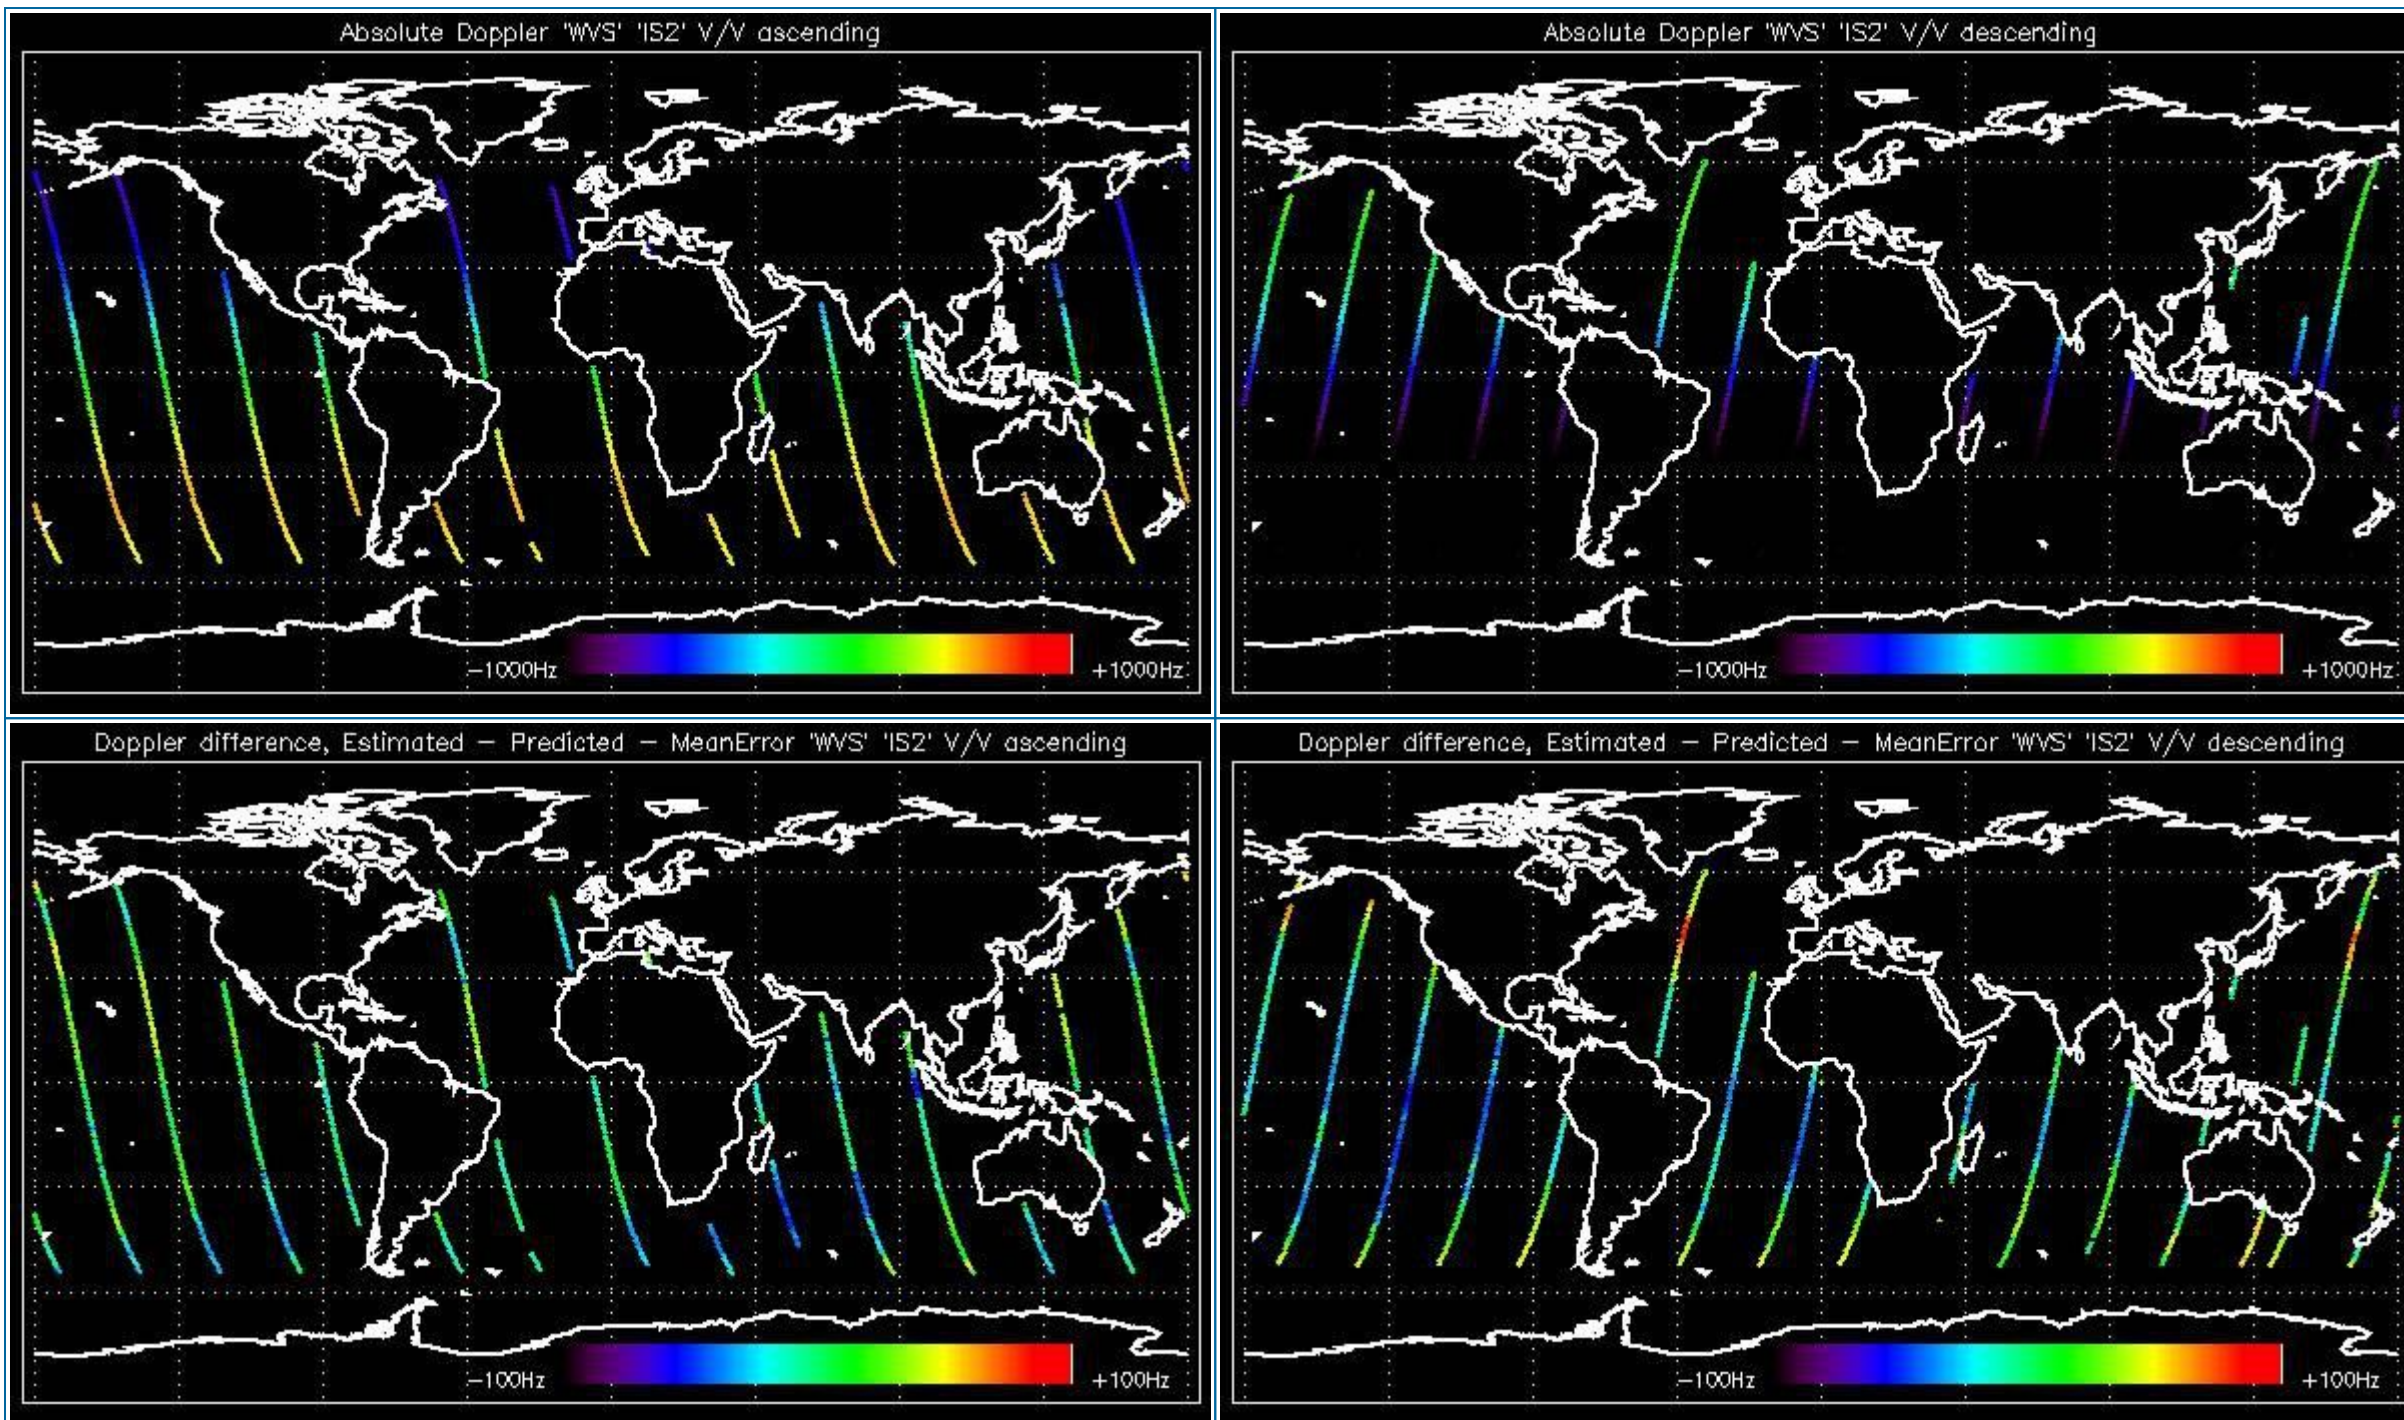 Absolute Doppler 'WVS' 'IS2' V/V ascending
-1000Hz
+1000Hz
Absolute Doppler 'WVS' 'IS2' V/V descending
-1000Hz
+1000Hz
Doppler difference, Estimated - Predicted - MeanError 'WVS' 'IS2' V/V ascending
-100Hz
+100Hz
Doppler difference, Estimated - Predicted - MeanError 'WVS' 'IS2' V/V descending
-100Hz
+100Hz